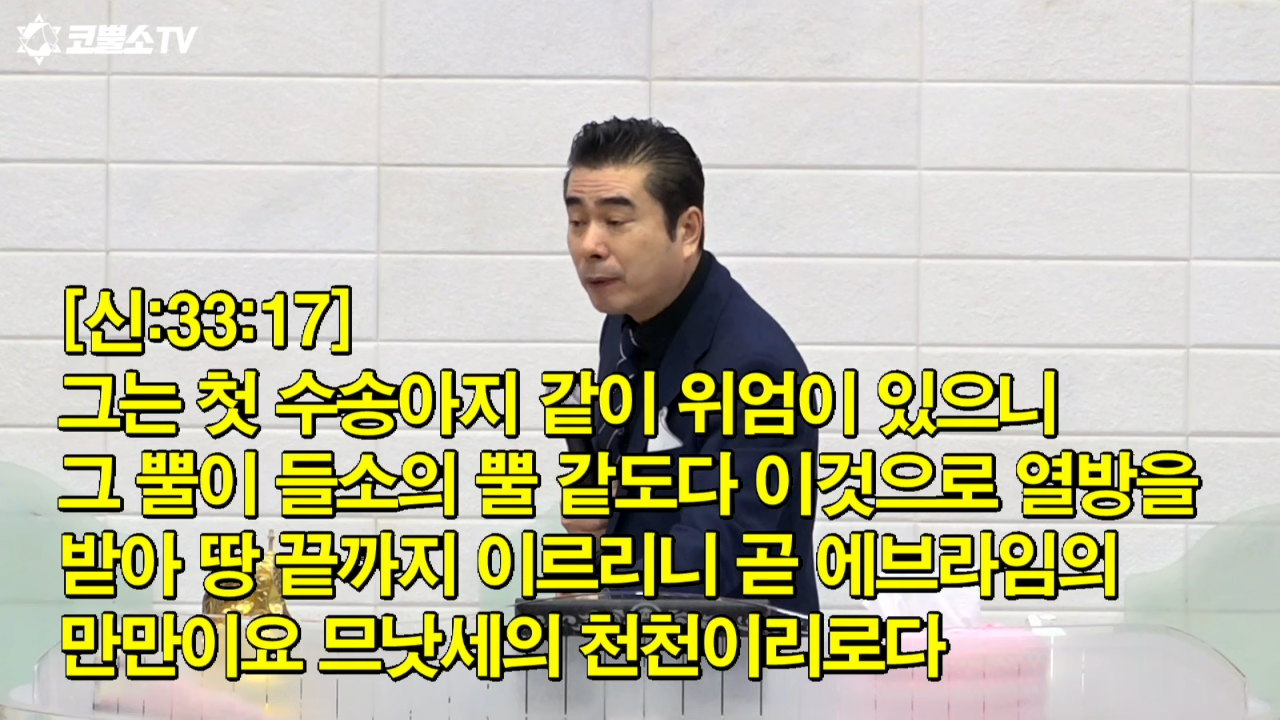 코뿔소TV
[신:33:17]
그는 첫 수송아지 같이 위엄이 있으니
그 뿔이 들소의 뿔 같도다 이것으로 열방을
받아 땅 끝까지 이르리니 곧 에브라임의
만만이요 므낫세의 천천이리로다